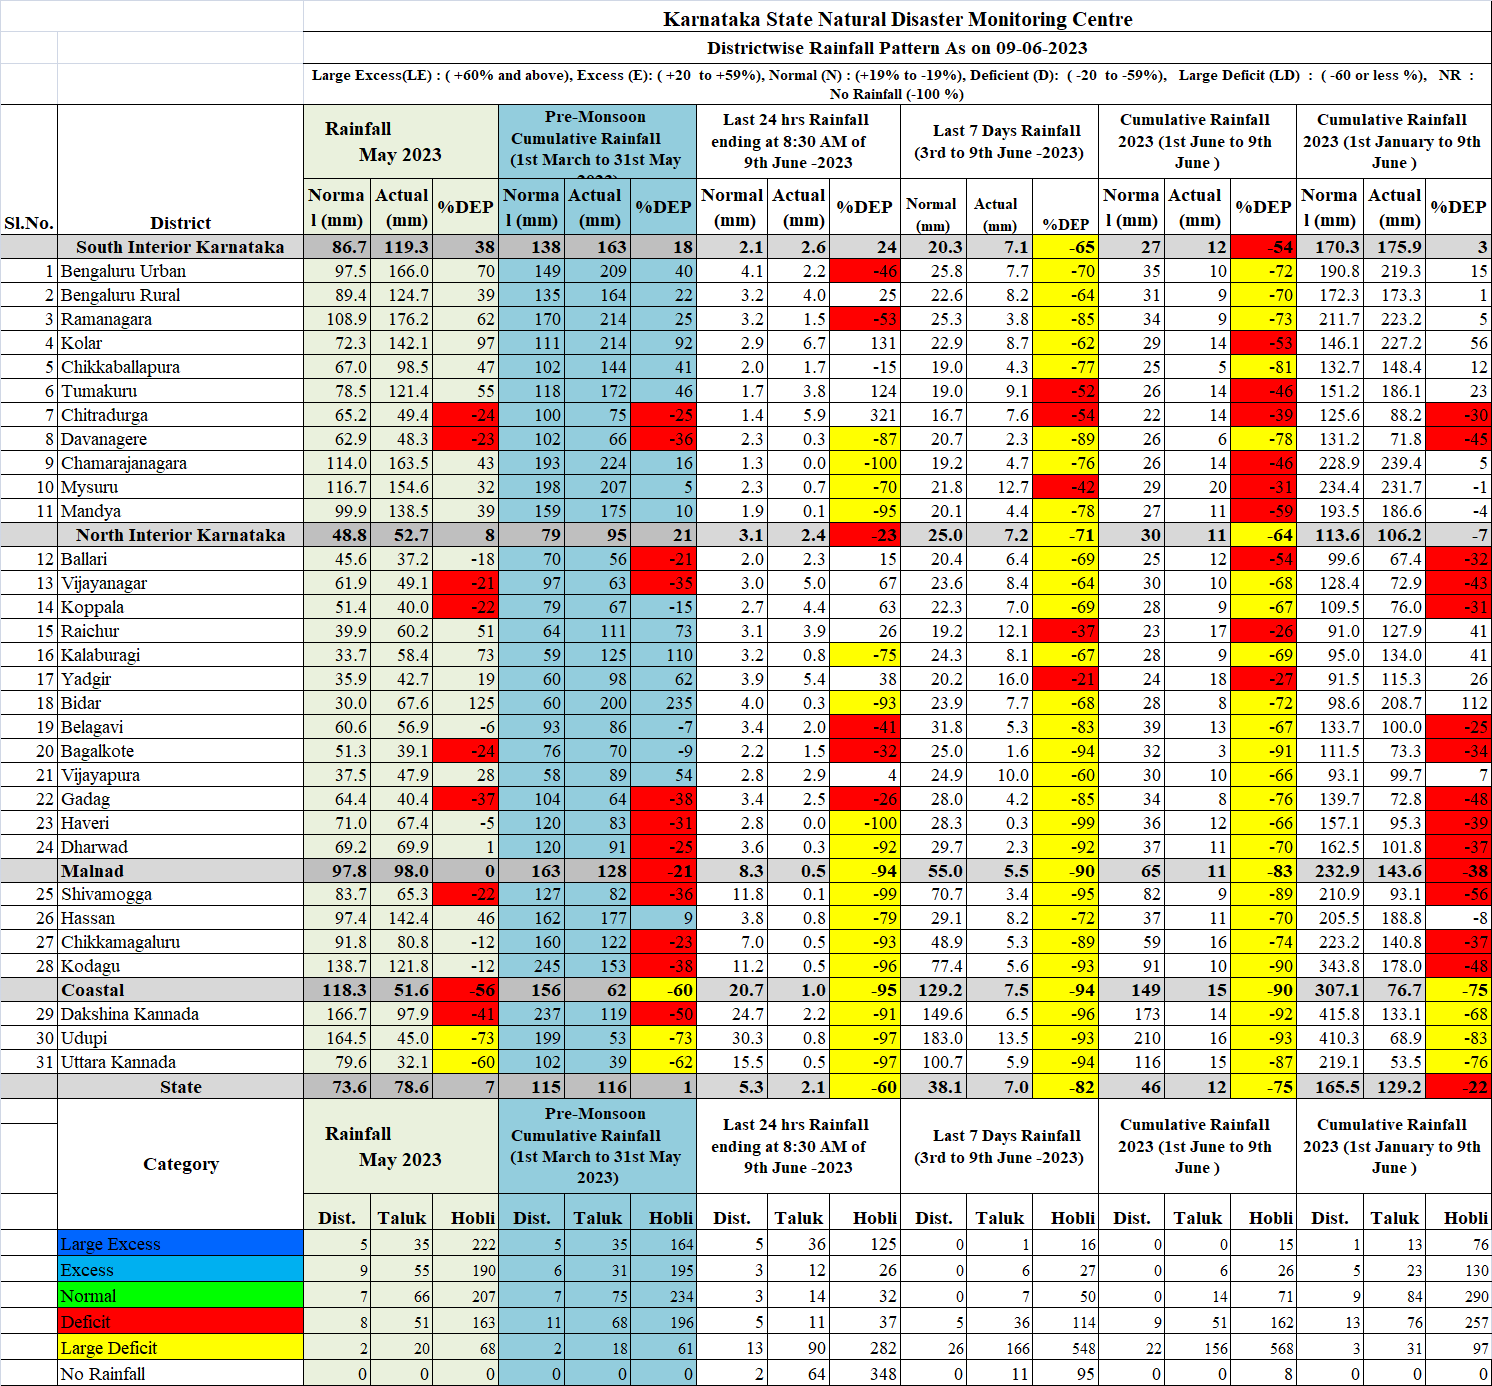 Karnataka State Natural Disaster Monitoring Centre
Districtwise Rainfall Pattern As on 09-06-2023
Large Excess(LE) : ( +60% and above), Excess (E): ( +20 to +59%), Normal (N) : (+19% to -19%), Deficient (D): ( -20 to -59%), Large Deficit (LD) : ( -60 or less %), NR :
No Rainfall (-100 %)
Sl.No. District Rainfall May 2023 Pre-Monsoon Cumulative Rainfall (1st March to 31st May 2023) Last 24 hrs Rainfall ending at 8:30 AM of 9th June -2023 Last 7 Days Rainfall (3rd to 9th June -2023) Cumulative Rainfall 2023 (1st June to 9th June ) Cumulative Rainfall 2023 (1st January to 9th June )
Normal (mm) Actual (mm) %DEP Normal (mm) Actual (mm) %DEP Normal (mm) Actual (mm) %DEP Normal (mm) Actual (mm) %DEP Normal (mm) Actual (mm) %DEP Normal (mm) Actual (mm) %DEP
South Interior Karnataka 86.7 119.3 38 138 163 18 2.1 2.6 24 20.3 7.1 -65 27 12 -54 170.3 175.9 3
1 Bengaluru Urban 97.5 166.0 70 149 209 40 4.1 2.2 -46 25.8 7.7 -70 35 10 -72 190.8 219.3 15
2 Bengaluru Rural 89.4 124.7 39 135 164 22 3.2 4.0 25 22.6 8.2 -64 31 9 -70 172.3 173.3 1
3 Ramanagara 108.9 176.2 62 170 214 25 3.2 1.5 -53 25.3 3.8 -85 34 9 -73 211.7 223.2 5
4 Kolar 72.3 142.1 97 111 214 92 2.9 6.7 131 22.9 8.7 -62 29 14 -53 146.1 227.2 56
5 Chikkaballapura 67.0 98.5 47 102 144 41 2.0 1.7 -15 19.0 4.3 -77 25 5 -81 132.7 148.4 12
6 Tumakuru 78.5 121.4 55 118 172 46 1.7 3.8 124 19.0 9.1 -52 26 14 -46 151.2 186.1 23
7 Chitradurga 65.2 49.4 -24 100 75 -25 1.4 5.9 321 16.7 7.6 -54 22 14 -39 125.6 88.2 -30
8 Davanagere 62.9 48.3 -23 102 66 -36 2.3 0.3 -87 20.7 2.3 -89 26 6 -78 131.2 71.8 -45
9 Chamarajanagara 114.0 163.5 43 193 224 16 1.3 0.0 -100 19.2 4.7 -76 26 14 -46 228.9 239.4 5
10 Mysuru 116.7 154.6 32 198 207 5 2.3 0.7 -70 21.8 12.7 -42 29 20 -31 234.4 231.7 -1
11 Mandya 99.9 138.5 39 159 175 10 1.9 0.1 -95 20.1 4.4 -78 27 11 -59 193.5 186.6 -4
North Interior Karnataka 48.8 52.7 8 79 95 21 3.1 2.4 -23 25.0 7.2 -71 30 11 -64 113.6 106.2 -7
12 Ballari 45.6 37.2 -18 70 56 -21 2.0 2.3 15 20.4 6.4 -69 25 12 -54 99.6 67.4 -32
13 Vijayanagar 61.9 49.1 -21 97 63 -35 3.0 5.0 67 23.6 8.4 -64 30 10 -68 128.4 72.9 -43
14 Koppala 51.4 40.0 -22 79 67 -15 2.7 4.4 63 22.3 7.0 -69 28 9 -67 109.5 76.0 -31
15 Raichur 39.9 60.2 51 64 111 73 3.1 3.9 26 19.2 12.1 -37 23 17 -26 91.0 127.9 41
16 Kalaburagi 33.7 58.4 73 59 125 110 3.2 0.8 -75 24.3 8.1 -67 28 9 -69 95.0 134.0 41
17 Yadgir 35.9 42.7 19 60 98 62 3.9 5.4 38 20.2 16.0 -21 24 18 -27 91.5 115.3 26
18 Bidar 30.0 67.6 125 60 200 235 4.0 0.3 -93 23.9 7.7 -68 28 8 -72 98.6 208.7 112
19 Belagavi 60.6 56.9 -6 93 86 -7 3.4 2.0 -41 31.8 5.3 -83 39 13 -67 133.7 100.0 -25
20 Bagalkote 51.3 39.1 -24 76 70 -9 2.2 1.5 -32 25.0 1.6 -94 32 3 -91 111.5 73.3 -34
21 Vijayapura 37.5 47.9 28 58 89 54 2.8 2.9 4 24.9 10.0 -60 30 10 -66 93.1 99.7 7
22 Gadag 64.4 40.4 -37 104 64 -38 3.4 2.5 -26 28.0 4.2 -85 34 8 -76 139.7 72.8 -48
23 Haveri 71.0 67.4 -5 120 83 -31 2.8 0.0 -100 28.3 0.3 -99 36 12 -66 157.1 95.3 -39
24 Dharwad 69.2 69.9 1 120 91 -25 3.6 0.3 -92 29.7 2.3 -92 37 11 -70 162.5 101.8 -37
Malnad 97.8 98.0 0 163 128 -21 8.3 0.5 -94 55.0 5.5 -90 65 11 -83 232.9 143.6 -38
25 Shivamogga 83.7 65.3 -22 127 82 -36 11.8 0.1 -99 70.7 3.4 -95 82 9 -89 210.9 93.1 -56
26 Hassan 97.4 142.4 46 162 177 9 3.8 0.8 -79 29.1 8.2 -72 37 11 -70 205.5 188.8 -8
27 Chikkamagaluru 91.8 80.8 -12 160 122 -23 7.0 0.5 -93 48.9 5.3 -89 59 16 -74 223.2 140.8 -37
28 Kodagu 138.7 121.8 -12 245 153 -38 11.2 0.5 -96 77.4 5.6 -93 91 10 -90 343.8 178.0 -48
Coastal 118.3 51.6 -56 156 62 -60 20.7 1.0 -95 129.2 7.5 -94 149 15 -90 307.1 76.7 -75
29 Dakshina Kannada 166.7 97.9 -41 237 119 -50 24.7 2.2 -91 149.6 6.5 -96 173 14 -92 415.8 133.1 -68
30 Udupi 164.5 45.0 -73 199 53 -73 30.3 0.8 -97 183.0 13.5 -93 210 16 -93 410.3 68.9 -83
31 Uttara Kannada 79.6 32.1 -60 102 39 -62 15.5 0.5 -97 100.7 5.9 -94 116 15 -87 219.1 53.5 -76
State 73.6 78.6 7 115 116 1 5.3 2.1 -60 38.1 7.0 -82 46 12 -75 165.5 129.2 -22
Category Rainfall May 2023 Pre-Monsoon Cumulative Rainfall (1st March to 31st May 2023) Last 24 hrs Rainfall ending at 8:30 AM of 9th June -2023 Last 7 Days Rainfall (3rd to 9th June -2023) Cumulative Rainfall 2023 (1st June to 9th June ) Cumulative Rainfall 2023 (1st January to 9th June )
Dist. Taluk Hobli Dist. Taluk Hobli Dist. Taluk Hobli Dist. Taluk Hobli Dist. Taluk Hobli Dist. Taluk Hobli
Large Excess 5 35 222 5 35 164 5 36 125 0 1 16 0 0 15 1 13 76
Excess 9 55 190 6 31 195 3 12 26 0 6 27 0 6 26 5 23 130
Normal 7 66 207 7 75 234 3 14 32 0 7 50 0 14 71 9 84 290
Deficit 8 51 163 11 68 196 5 11 37 5 36 114 9 51 162 13 76 257
Large Deficit 2 20 68 2 18 61 13 90 282 26 166 548 22 156 568 3 31 97
No Rainfall 0 0 0 0 0 0 2 64 348 0 11 95 0 0 8 0 0 0